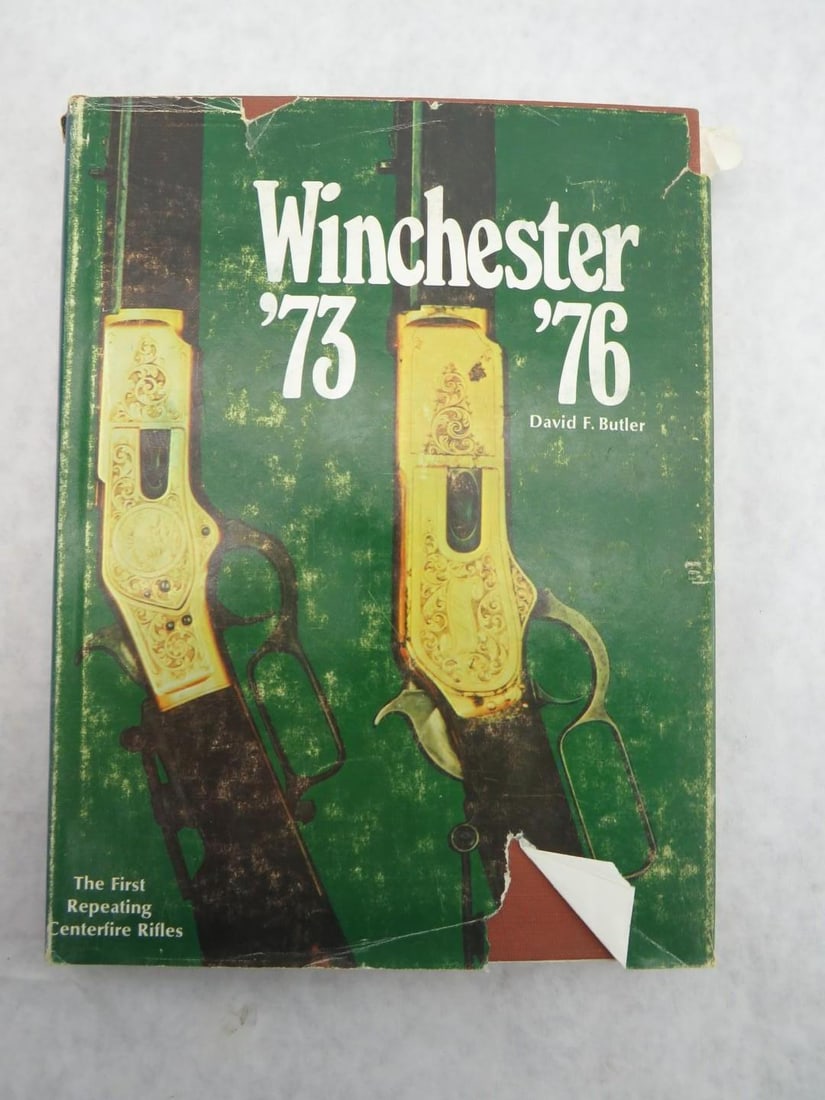 Winchester
’73 ’76
David F. Butler
The First
Repeating
Centerfire Rifles